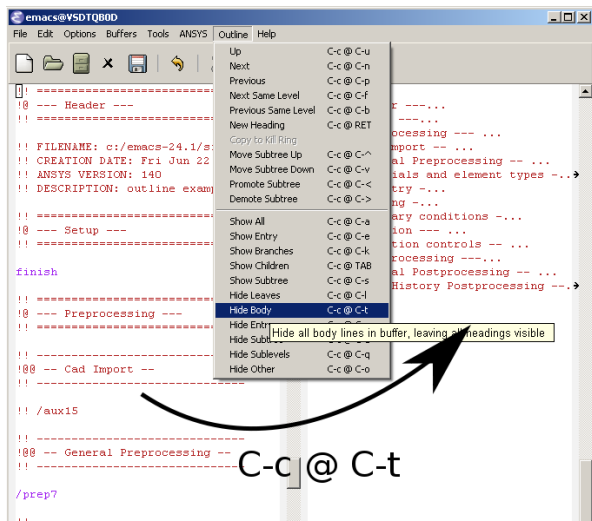 emacs@VSDTQB0D
File Edit Options Buffers Tools ANSYS Outline Help
Up C-c @ C-u
Next C-c @ C-n
Previous C-c @ C-p
Next Same Level C-c @ C-f
Previous Same Level C-c @ C-b
New Heading C-c @ RET
Copy to Kill Ring
Move Subtree Up C-c @ C-^
Move Subtree Down C-c @ C-v
Promote Subtree C-c @ C-<
Demote Subtree C-c @ C->
Show All C-c @ C-a
Show Entry C-c @ C-e
Show Branches C-c @ C-k
Show Children C-c @ TAB
Show Subtree C-c @ C-s
Hide Leaves C-c @ C-l
Hide Body C-c @ C-t
Hide Entry
Hide all body lines in buffer, leaving all headings visible
Hide Subtree
Hide Sublevels C-c @ C-q
Hide Other C-c @ C-o
!! ==========================
!@ --- Header ---
!! ==========================
!! FILENAME: c:/emacs-24.1/s
!! CREATION DATE: Fri Jun 22
!! ANSYS VERSION: 140
!! DESCRIPTION: outline examp
!! ==========================
!@ --- Setup ---
!! ==========================
finish
!! ==========================
!@ --- Preprocessing ---
!! ==========================
!! ------------------------------
!@@ -- Cad Import --
!! ------------------------------
!! /aux15
!! ------------------------------
!@@ -- General Preprocessing --
!! ------------------------------
/prep7
!!
r ---...
---...
ocessing --- ...
mport -- ...
al Preprocessing -- ...
ials and element types -..
try -...
ng -...
ary conditions -...
ion --- ...
tion controls -- ...
rocessing ---...
al Postprocessing -- ...
History Postprocessing --.
C-c @ C-t